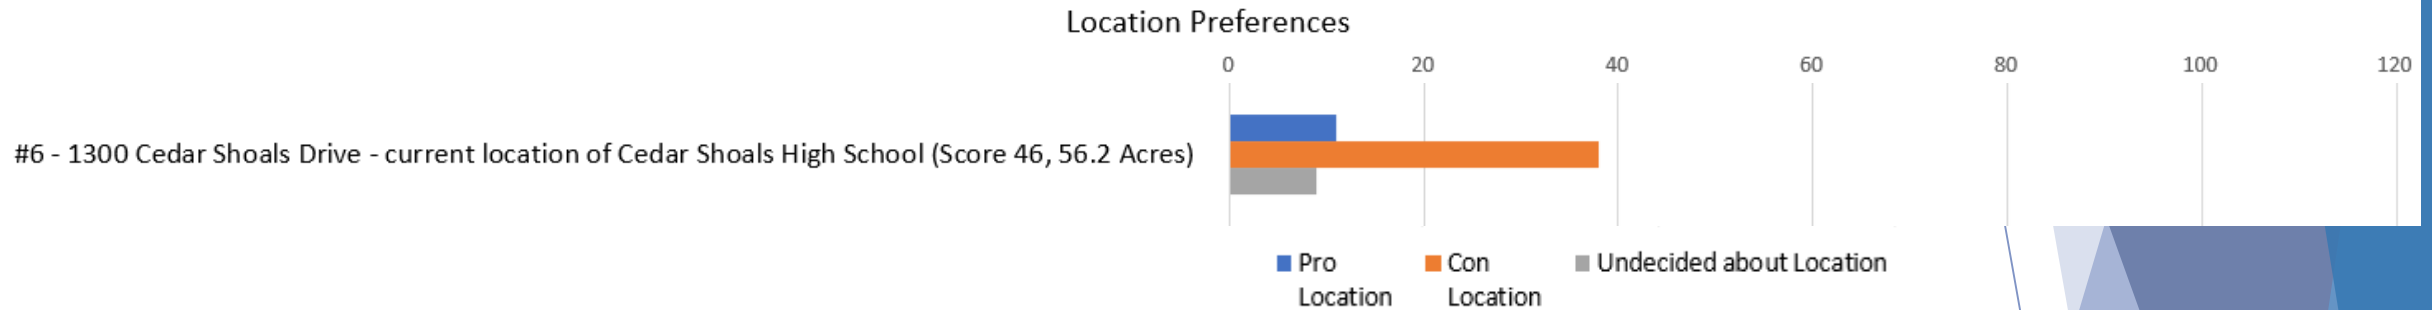 Location Preferences
0 20 40 60 80 100 120
#6 - 1300 Cedar Shoals Drive - current location of Cedar Shoals High School (Score 46, 56.2 Acres)
Pro Location
Con Location
Undecided about Location